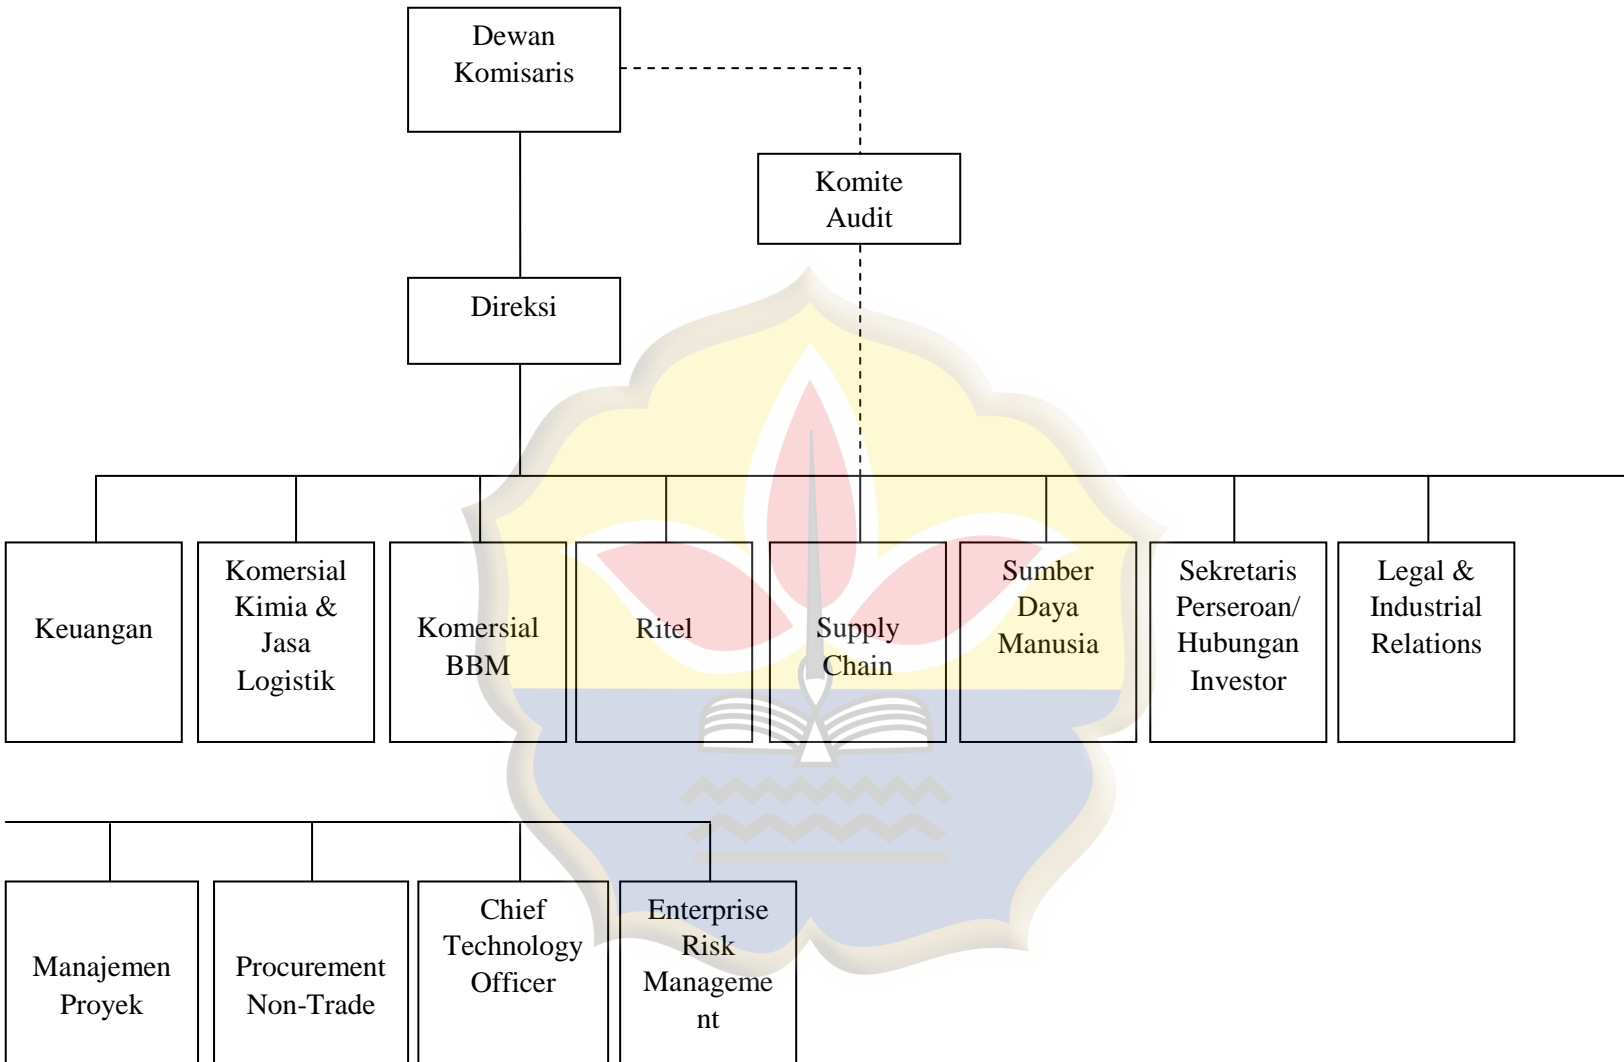 Dewan
Komisaris
Komite
Audit
Direksi
Keuangan
Komersial
Kimia &
Jasa
Logistik
Komersial
BBM
Ritel
Supply
Chain
Sumber
Daya
Manusia
Sekretaris
Perseroan/
Hubungan
Investor
Legal &
Industrial
Relations
Manajemen
Proyek
Procurement
Non-Trade
Chief
Technology
Officer
Enterprise
Risk
Manageme
nt